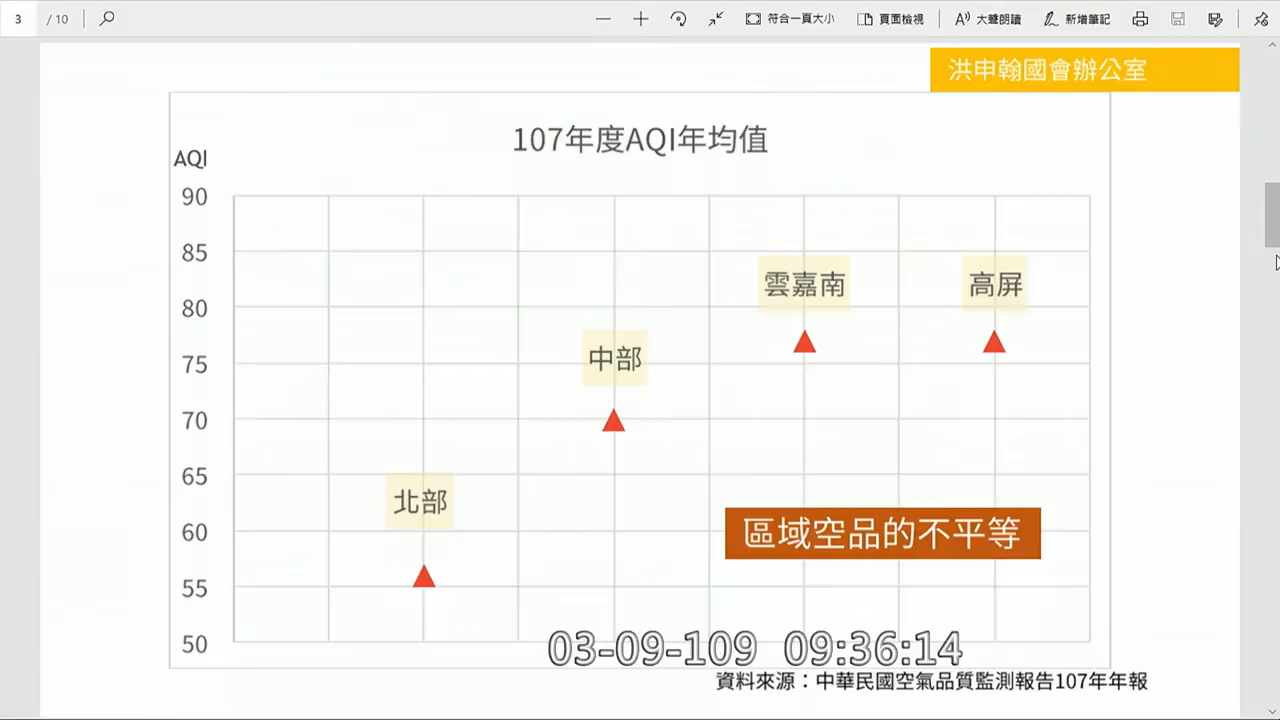 3 / 10
符合一頁大小
頁面檢視
大聲朗讀
新增筆記
洪申翰國會辦公室
107年度AQI年均值
AQI
90
85
80
75
70
65
60
55
50
雲嘉南
高屏
中部
北部
區域空品的不平等
03-09-109 09:36:14
資料來源：中華民國空氣品質監測報告107年年報